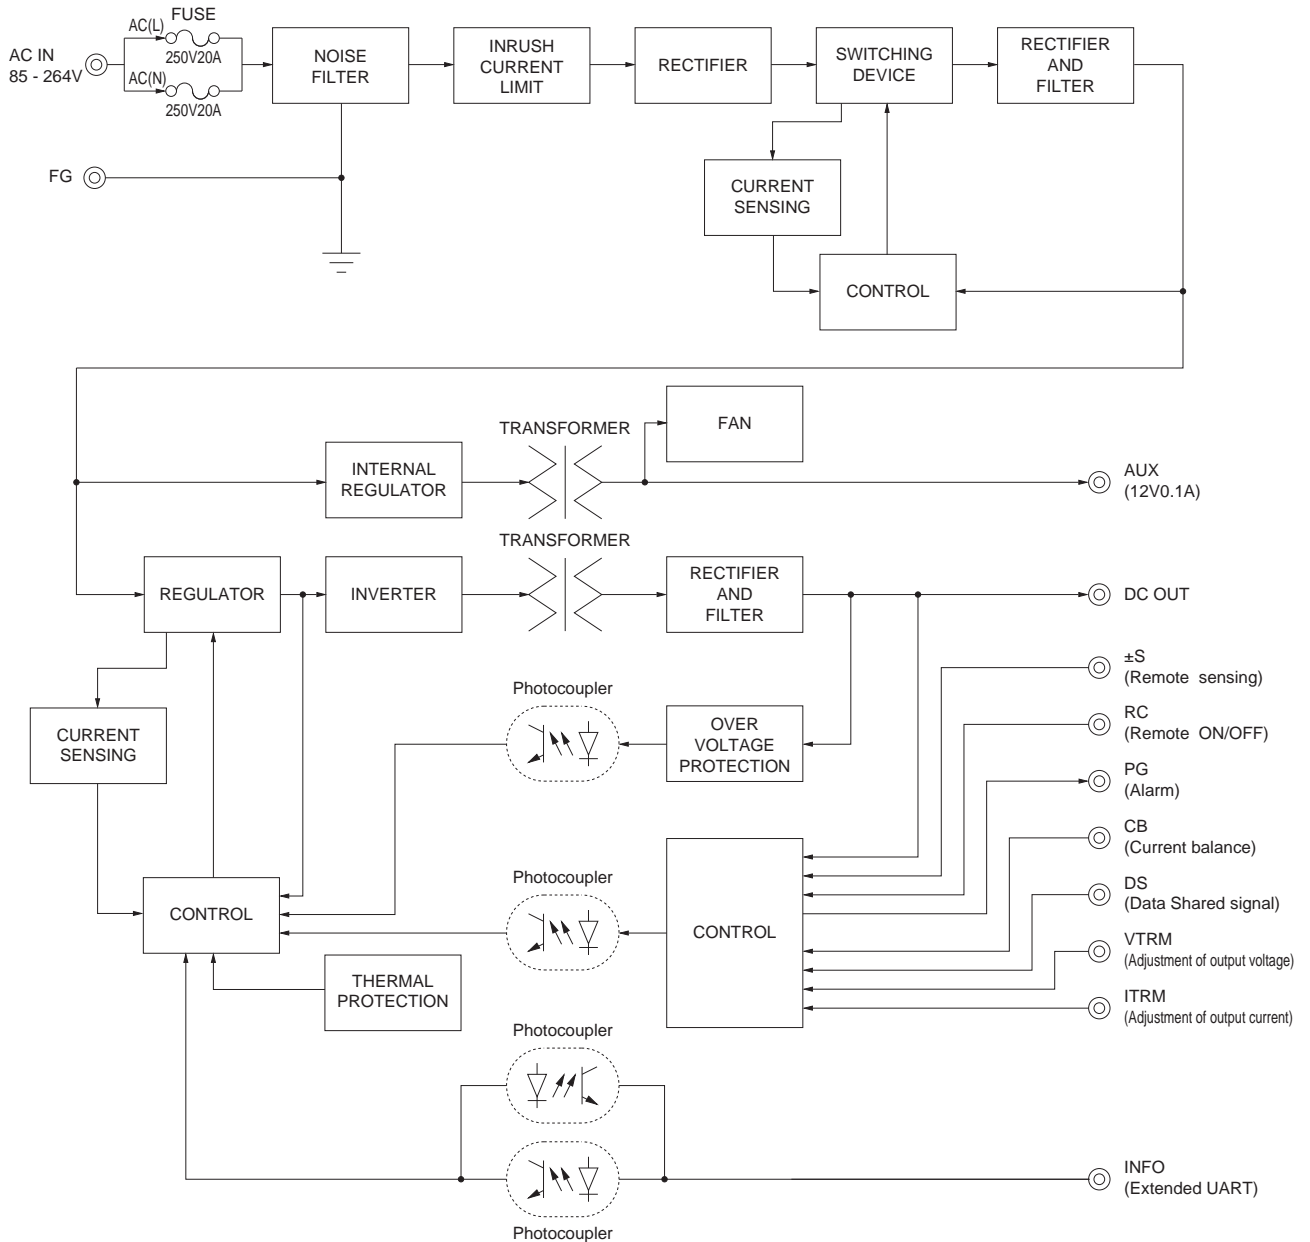 FUSE
AC(L)
250V20A
AC IN
85 - 264V
AC(N)
250V20A
NOISE
FILTER
INRUSH
CURRENT
LIMIT
RECTIFIER
SWITCHING
DEVICE
RECTIFIER
AND
FILTER
FG
CURRENT
SENSING
CONTROL
TRANSFORMER
FAN
INTERNAL
REGULATOR
AUX
(12V0.1A)
TRANSFORMER
REGULATOR
INVERTER
RECTIFIER
AND
FILTER
DC OUT
±S
(Remote sensing)
Photocoupler
CURRENT
SENSING
OVER
VOLTAGE
PROTECTION
RC
(Remote ON/OFF)
PG
(Alarm)
CB
(Current balance)
Photocoupler
DS
(Data Shared signal)
CONTROL
CONTROL
VTRM
(Adjustment of output voltage)
THERMAL
PROTECTION
ITRM
(Adjustment of output current)
Photocoupler
INFO
(Extended UART)
Photocoupler